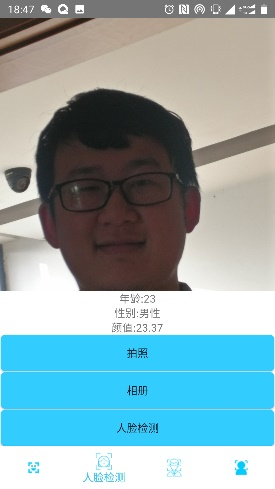 18:47
年龄:23
性别:男性
颜值:23.37
拍照
相册
人脸检测
人脸检测